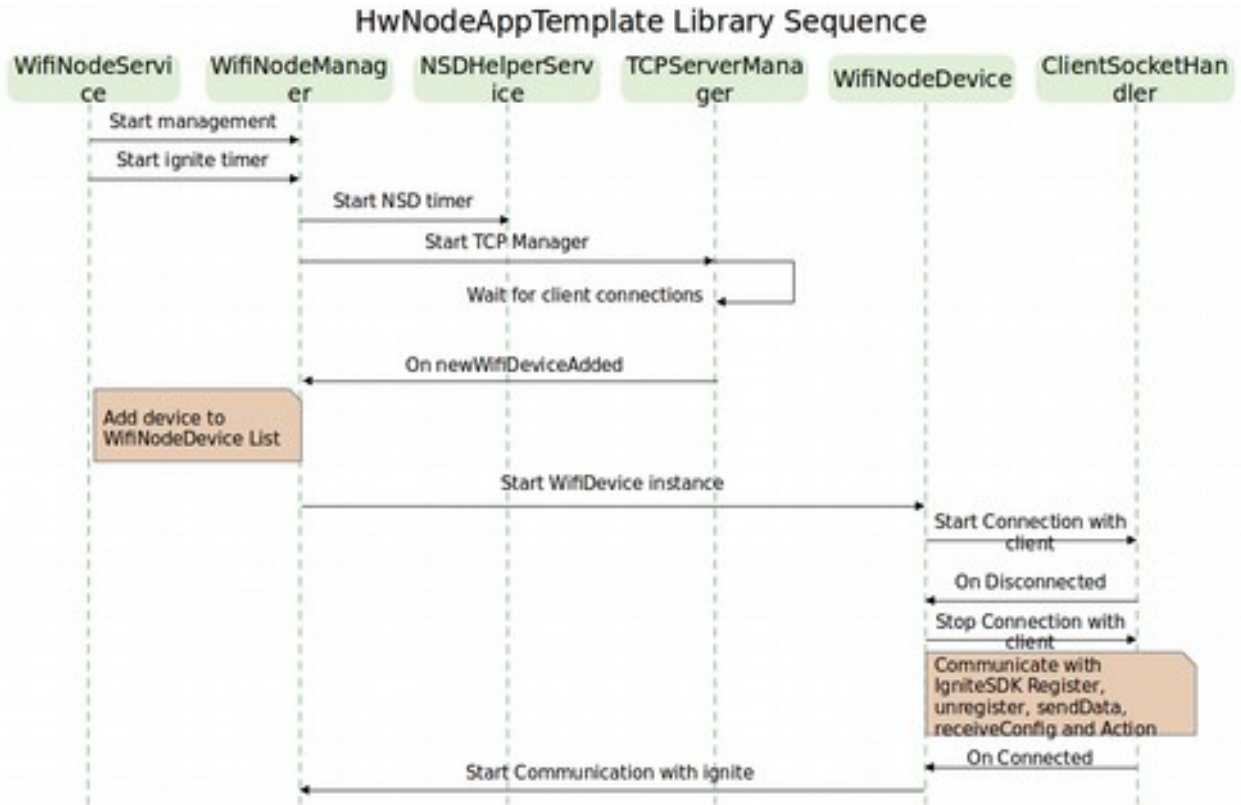 HwNodeAppTemplate Library Sequence
WifiNodeServi
ce
WifiNodeManag
er
NSDHelperServ
ice
TCPServerMana
ger
WifiNodeDevice
ClientSocketHan
dler
Start management
Start ignite timer
Start NSD timer
Start TCP Manager
Wait for client connections
On newWifiDeviceAdded
Add device to
WifiNodeDevice List
Start WifiDevice instance
Start Connection with
client
On Disconnected
Stop Connection with
client
Communicate with
IgniteSDK Register,
unregister, sendData,
receiveConfig and Action
On Connected
Start Communication with ignite